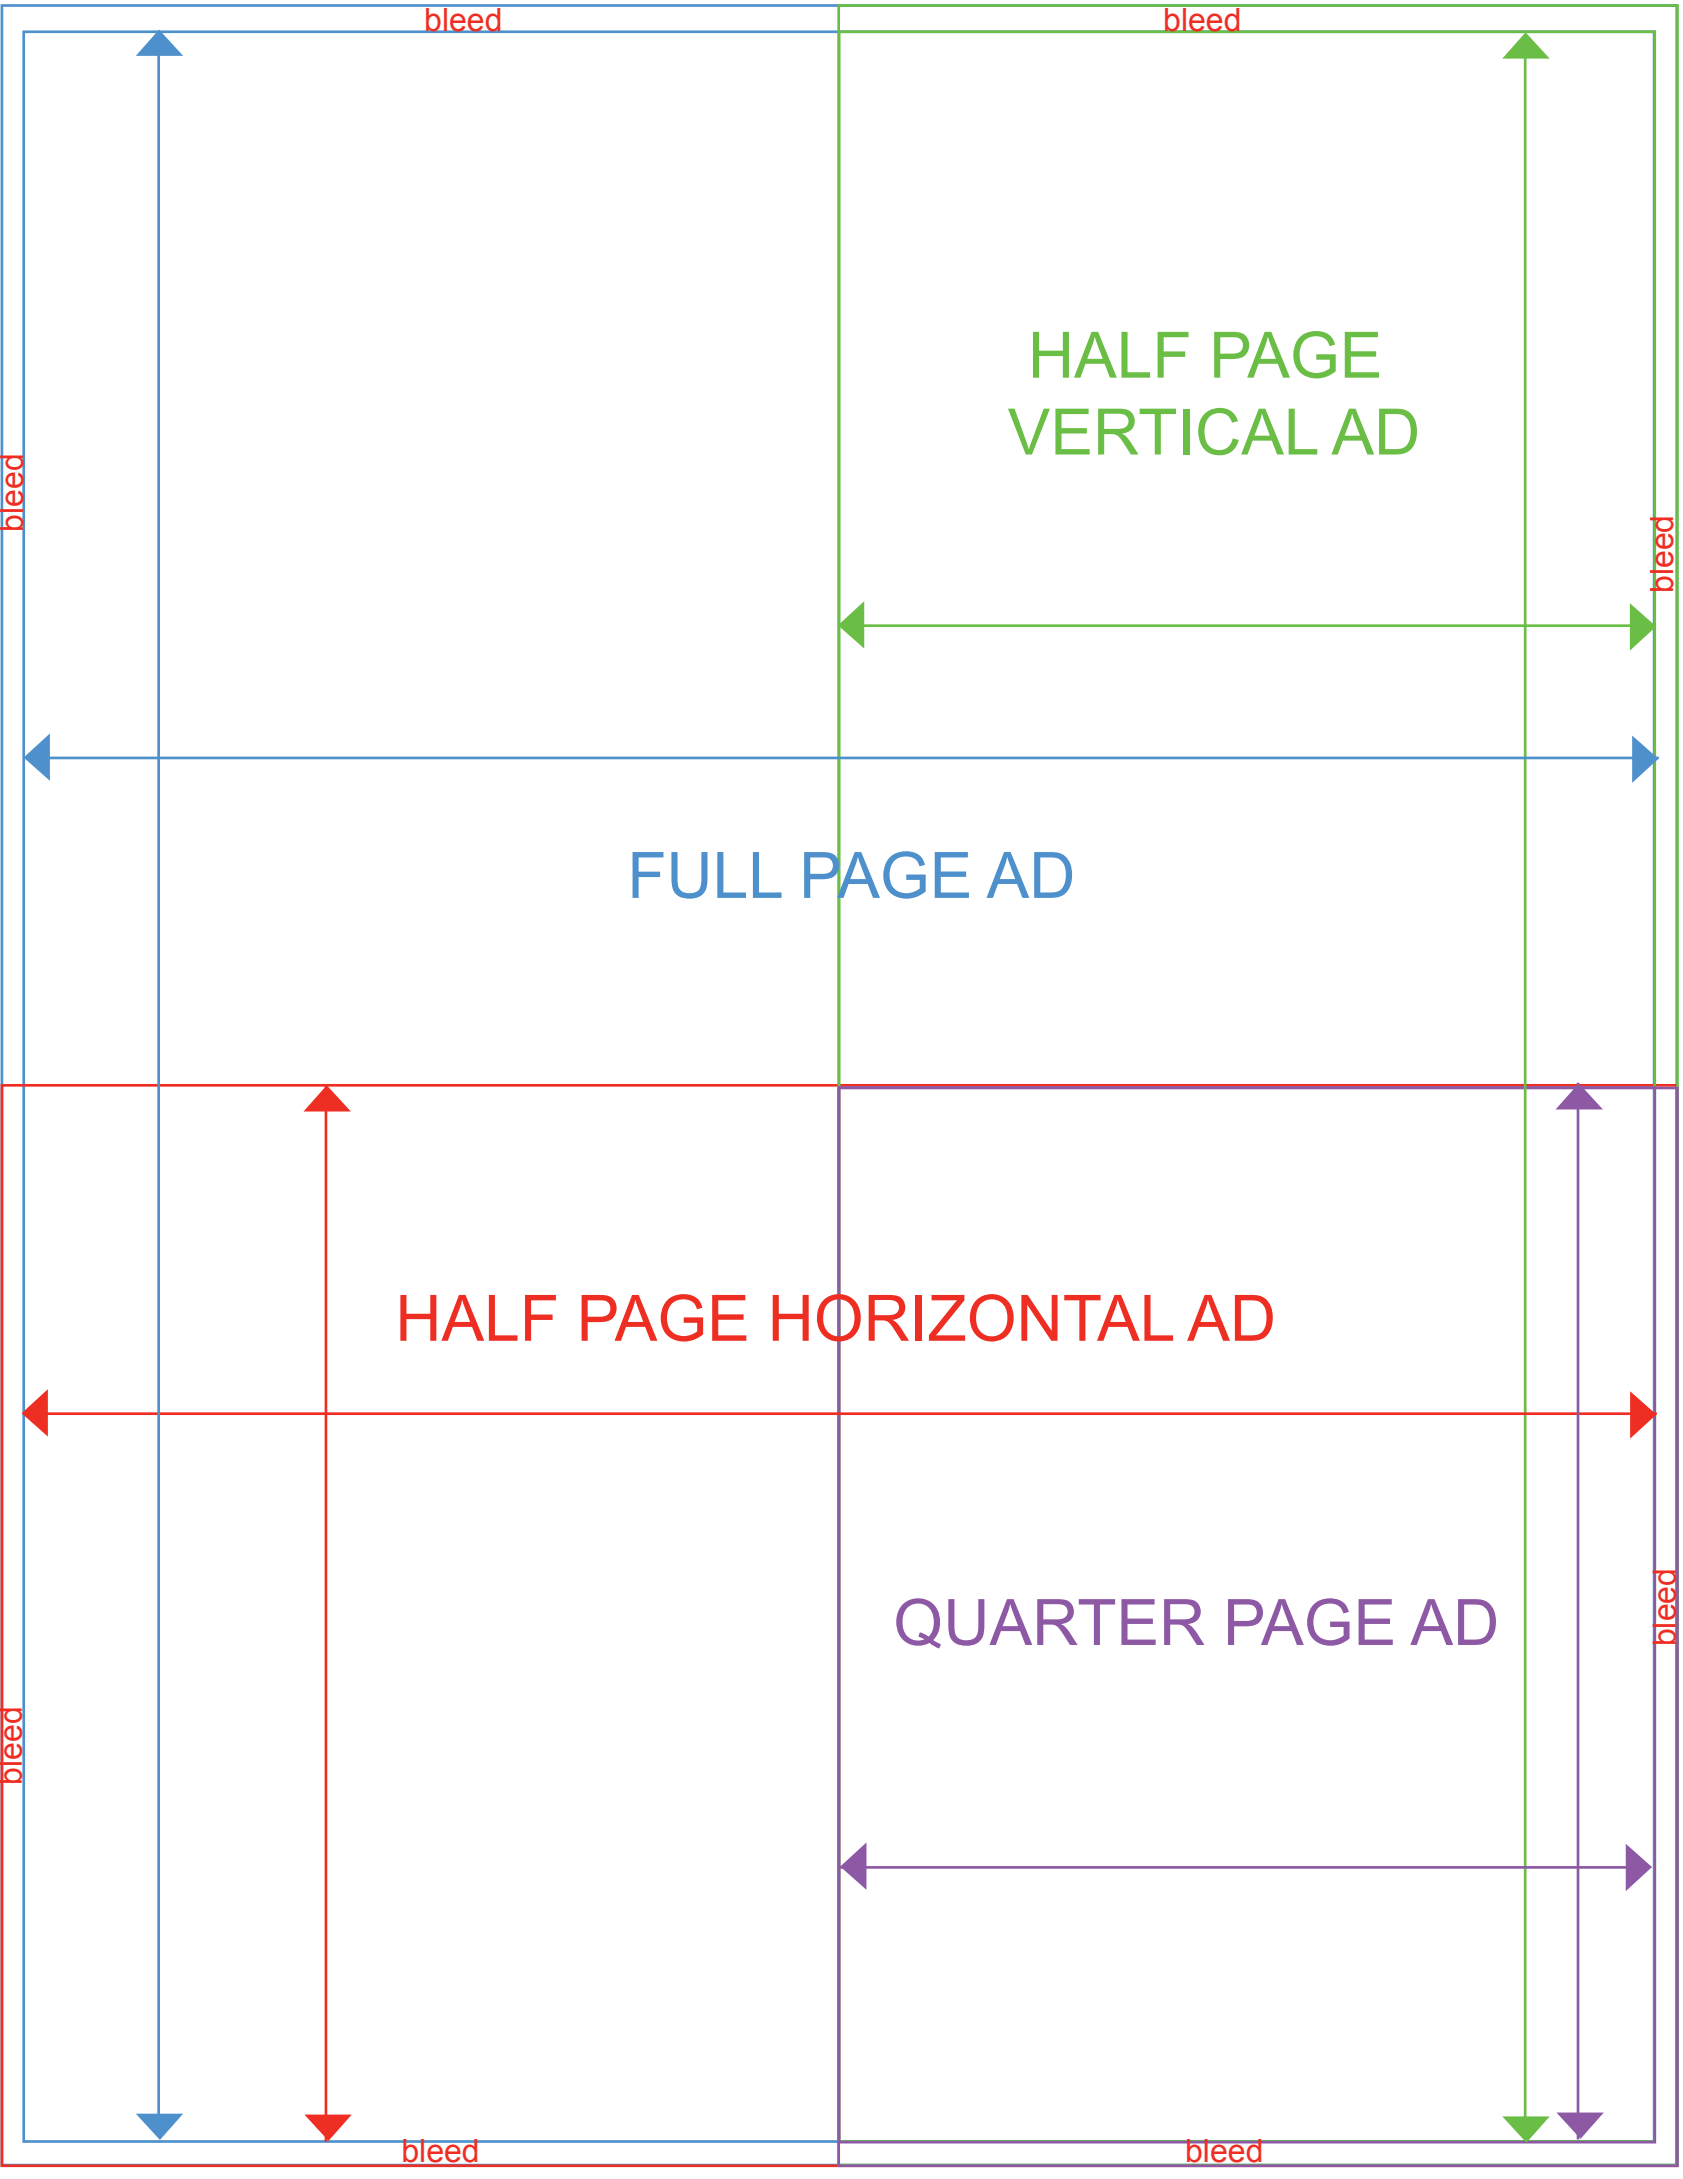 bleed
bleed
HALF PAGE
VERTICAL AD
bleed
bleed
FULL PAGE AD
HALF PAGE HORIZONTAL AD
QUARTER PAGE AD
bleed
bleed
bleed
bleed